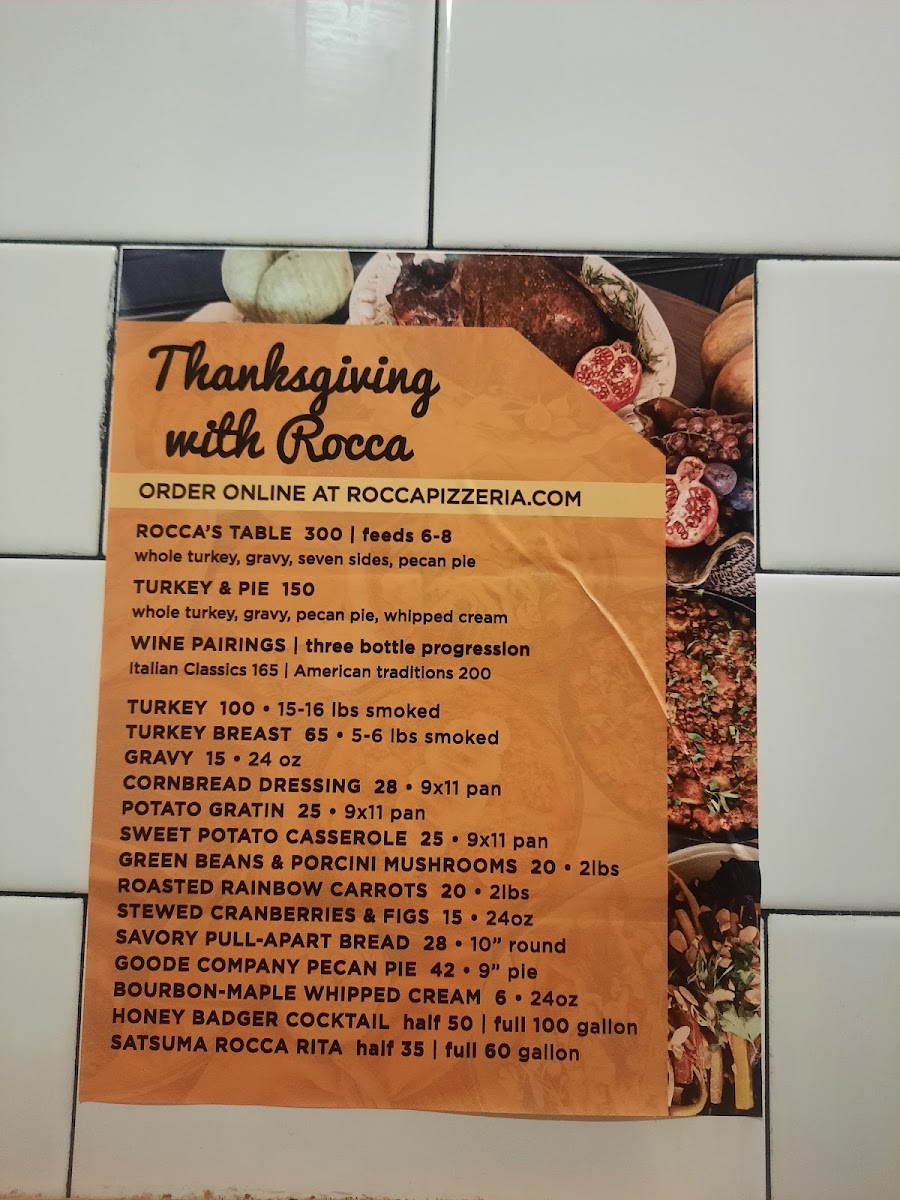 Thanksgiving
with Rocca
ORDER ONLINE AT ROCCAPIZZERIA.COM
ROCCA'S TABLE 300 | feeds 6-8
whole turkey, gravy, seven sides, pecan pie
TURKEY & PIE 150
whole turkey, gravy, pecan pie, whipped cream
WINE PAIRINGS | three bottle progression
Italian Classics 165 | American traditions 200
TURKEY 100 • 15-16 lbs smoked
TURKEY BREAST 65 • 5-6 lbs smoked
GRAVY 15 • 24 oz
CORNBREAD DRESSING 28 • 9x11 pan
POTATO GRATIN 25 • 9x11 pan
SWEET POTATO CASSEROLE 25 • 9x11 pan
GREEN BEANS & PORCINI MUSHROOMS 20 • 2lbs
ROASTED RAINBOW CARROTS 20 • 2lbs
STEWED CRANBERRIES & FIGS 15 • 24oz
SAVORY PULL-APART BREAD 28 • 10” round
GOODE COMPANY PECAN PIE 42 • 9” pie
BOURBON-MAPLE WHIPPED CREAM 6 • 24oz
HONEY BADGER COCKTAIL half 50 | full 100 gallon
SATSUMA ROCCA RITA half 35 | full 60 gallon